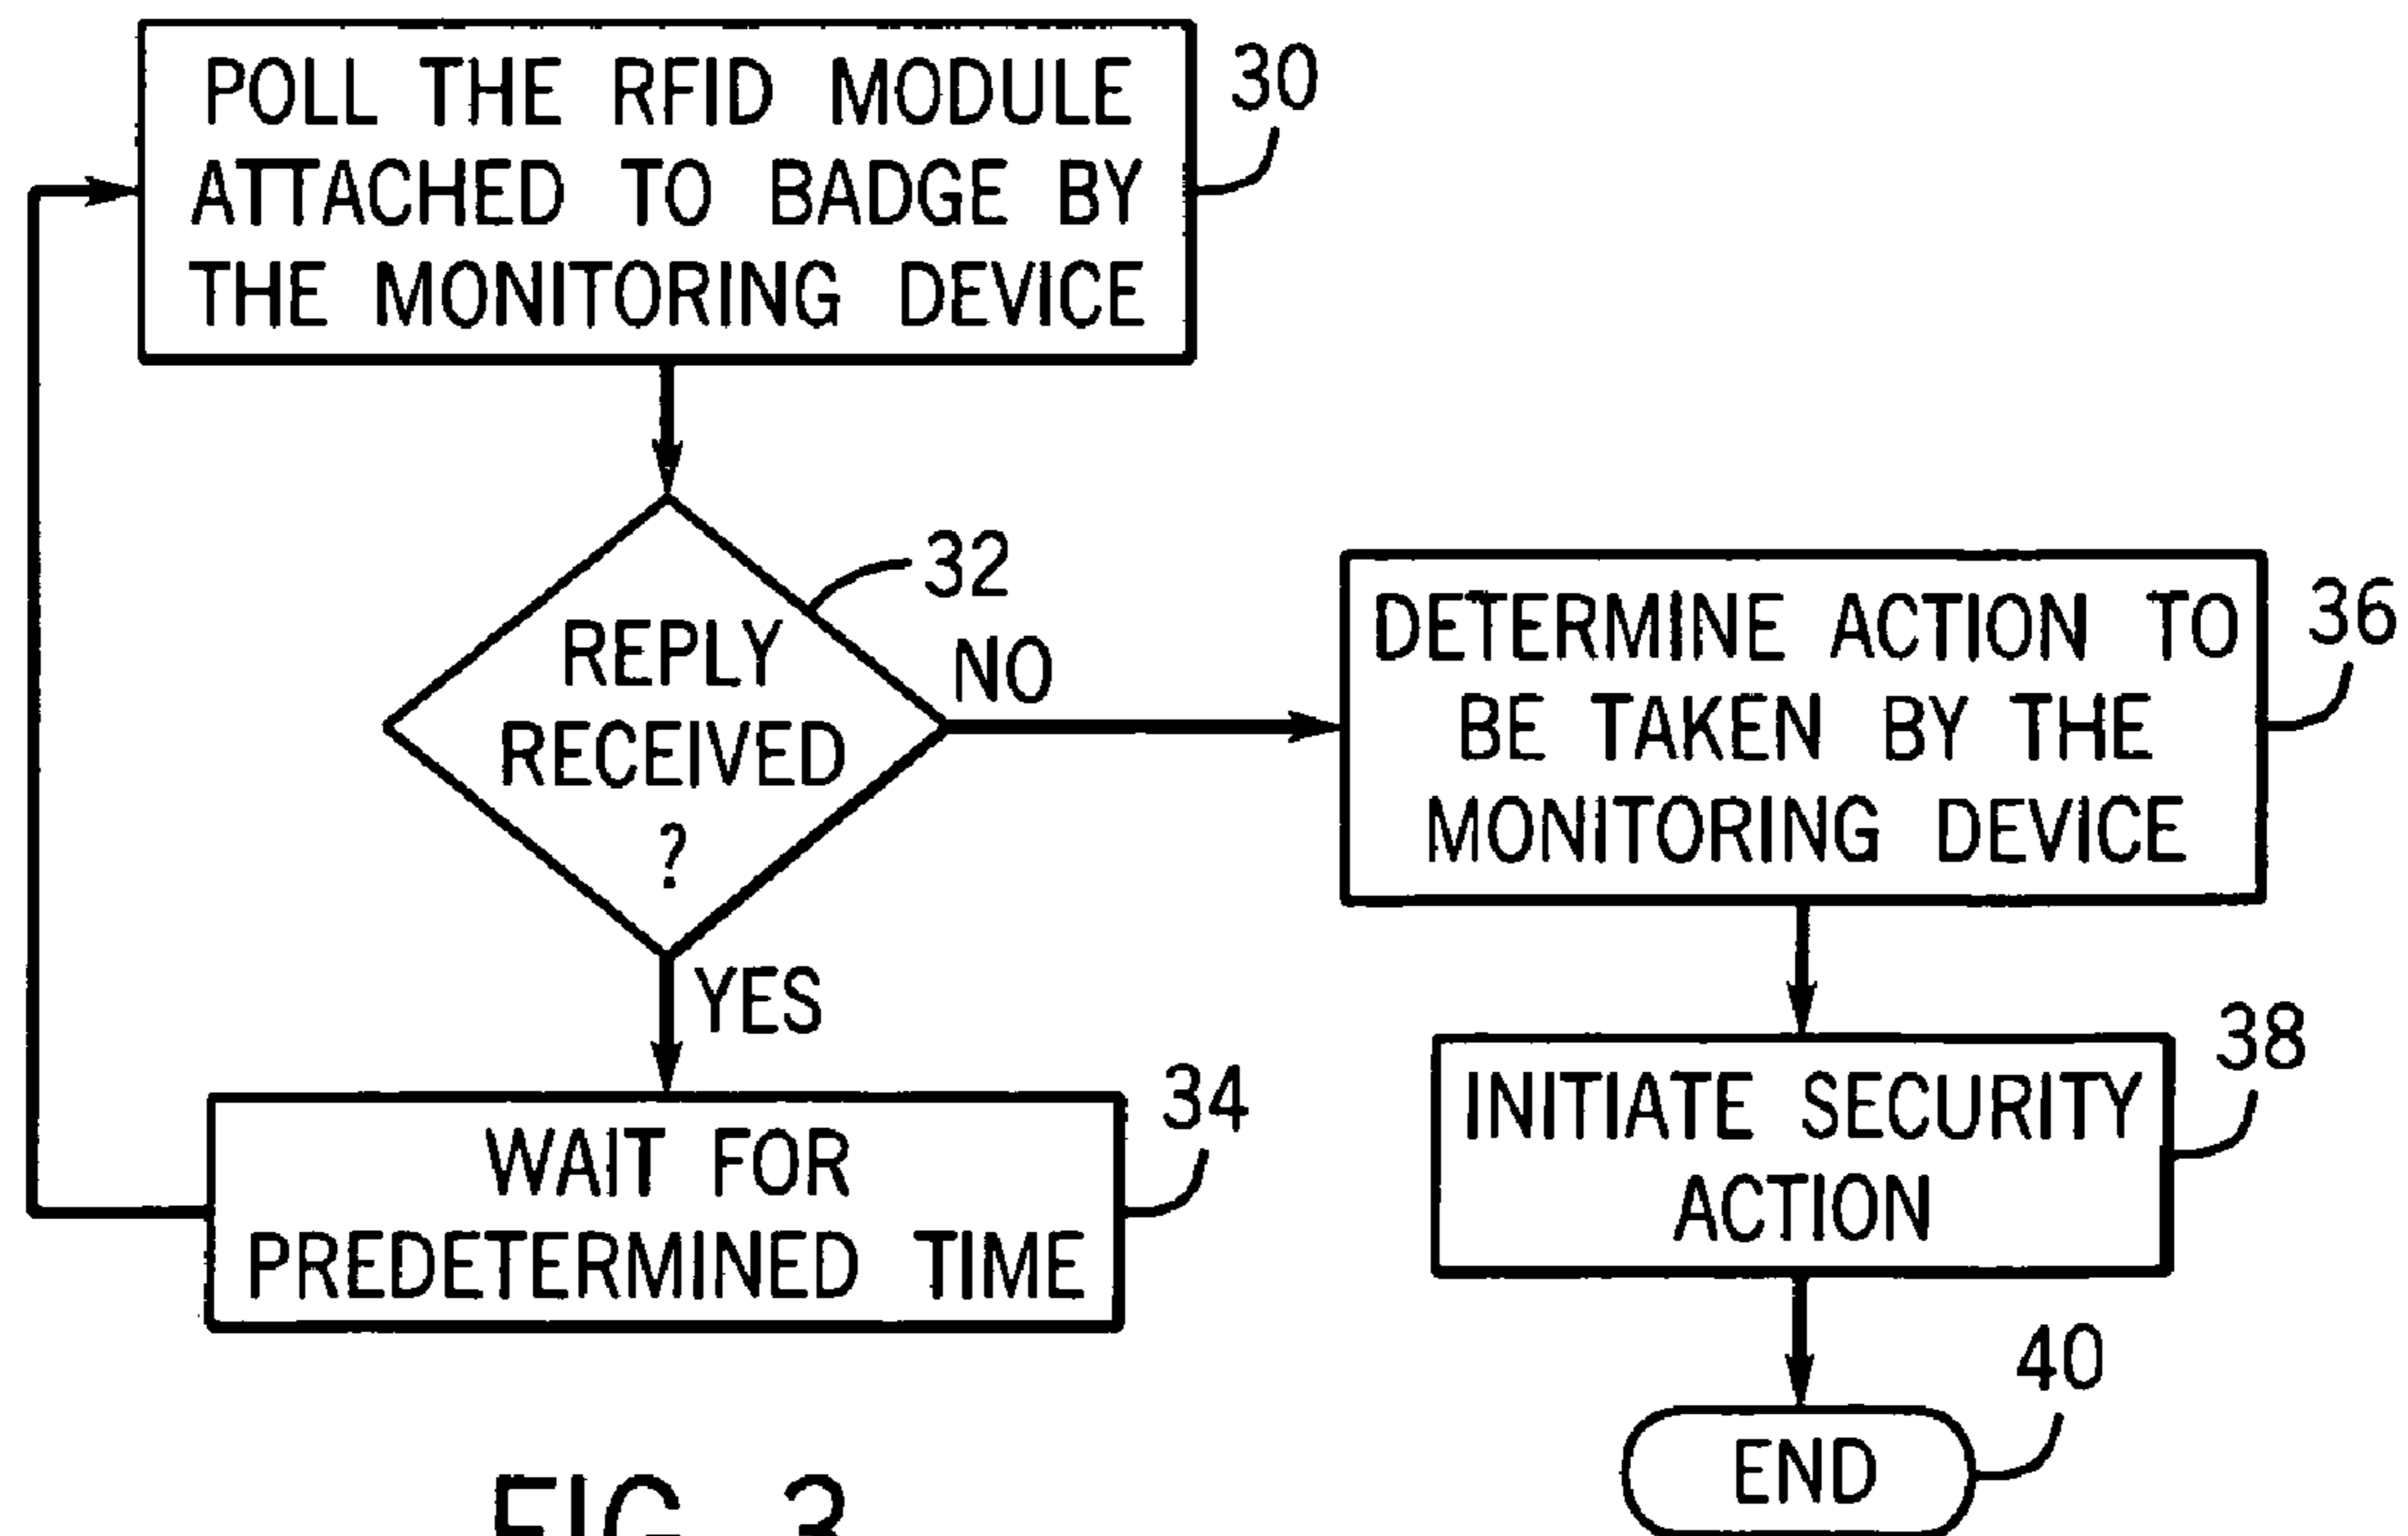 POLL THE RFID MODULE
ATTACHED TO BADGE BY
THE MONITORING DEVICE
30
32
REPLY
RECEIVED
?
NO
YES
DETERMINE ACTION TO
BE TAKEN BY THE
MONITORING DEVICE
36
WAIT FOR
PREDETERMINED TIME
34
INITIATE SECURITY
ACTION
38
END
40
FIG. 3